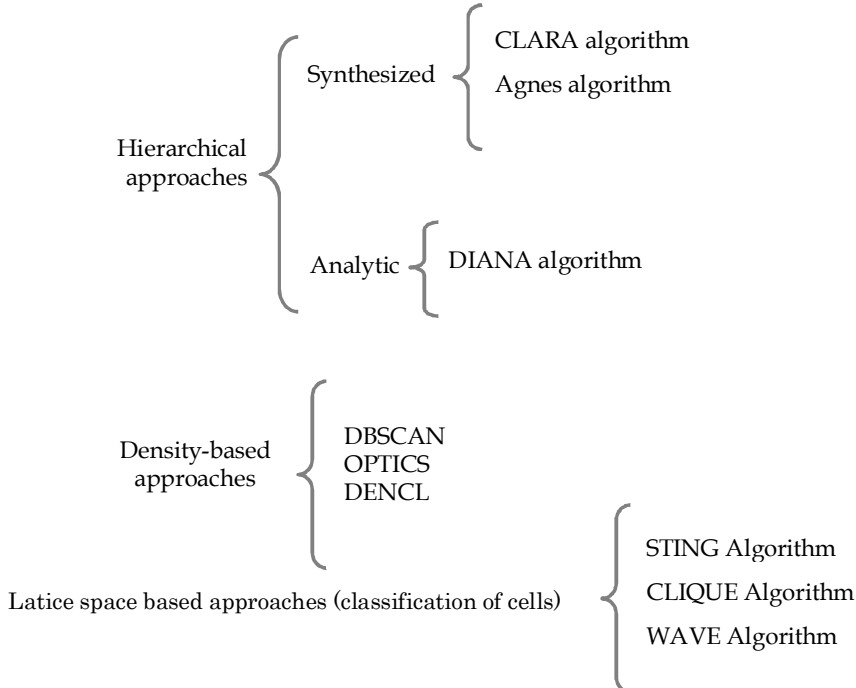 CLARA algorithm
Synthesized
Agnes algorithm
Hierarchical
approaches
Analytic
DIANA algorithm
Density-based
approaches
DBSCAN
OPTICS
DENCL
STING Algorithm
Latice space based approaches (classification of cells)
CLIQUE Algorithm
WAVE Algorithm